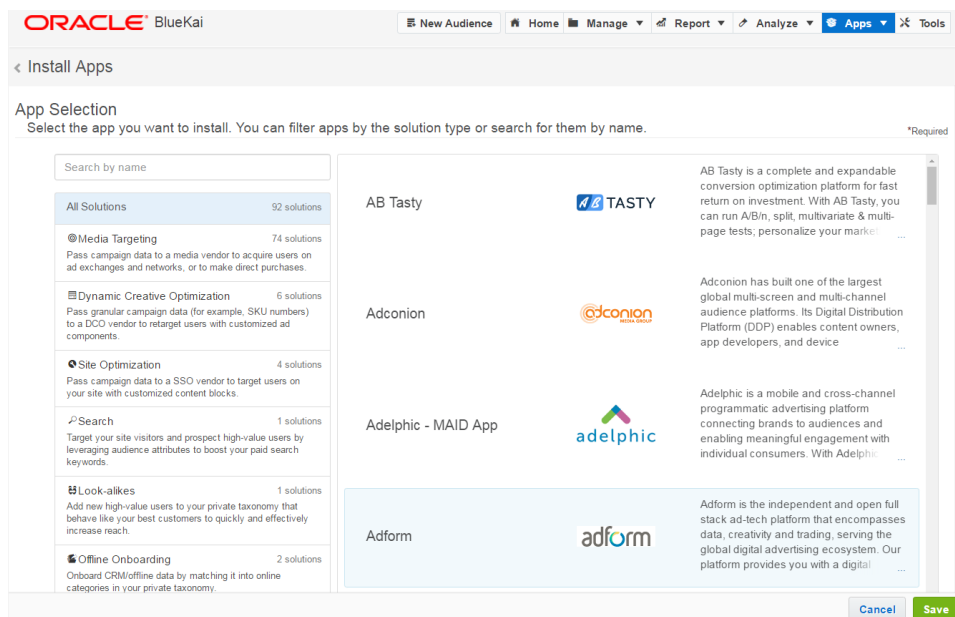 ORACLE® BlueKai
New Audience Home Manage Report Analyze Apps Tools
Install Apps
App Selection
Select the app you want to install. You can filter apps by the solution type or search for them by name.
*Required
Search by name
All Solutions 92 solutions
Media Targeting 74 solutions
Pass campaign data to a media vendor to acquire users on
ad exchanges and networks, or to make direct purchases.
Dynamic Creative Optimization 6 solutions
Pass granular campaign data (for example, SKU numbers)
to a DCO vendor to retarget users with customized ad
components.
Site Optimization 4 solutions
Pass campaign data to a SSO vendor to target users on
your site with customized content blocks.
Search 1 solutions
Target your site visitors and prospect high-value users by
leveraging audience attributes to boost your paid search
keywords.
Look-alikes 1 solutions
Add new high-value users to your private taxonomy that
behave like your best customers to quickly and effectively
increase reach.
Offline Onboarding 2 solutions
Onboard CRM/offline data by matching it into online
categories in your private taxonomy.
AB Tasty
AB TASTY
AB Tasty is a complete and expandable
conversion optimization platform for fast
return on investment. With AB Tasty, you
can run A/B/n, split, multivariate & multi-
page tests; personalize your market
...
Adconion
adconion
MEDIA GROUP
Adconion has built one of the largest
global multi-screen and multi-channel
audience platforms. Its Digital Distribution
Platform (DDP) enables content owners,
app developers, and device
...
Adelphic - MAID App
adelphic
Adelphic is a mobile and cross-channel
programmatic advertising platform
connecting brands to audiences and
enabling meaningful engagement with
individual consumers. With Adelphic
...
Adform
adform
Adform is the independent and open full
stack ad-tech platform that encompasses
data, creativity and trading, serving the
global digital advertising ecosystem. Our
platform provides you with a digital
...
Cancel Save